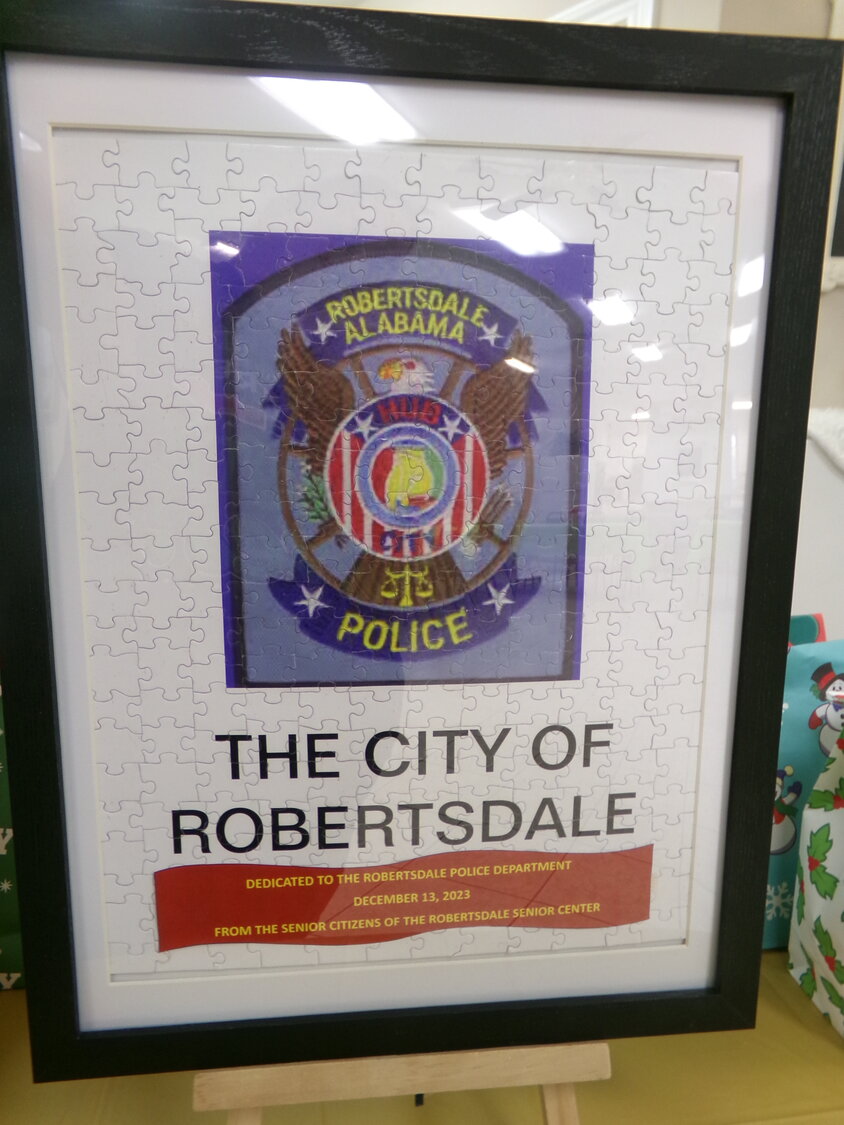 ROBERTSDALE
ALABAMA
HUB
CITY
POLICE
THE CITY OF
ROBERTSDALE
DEDICATED TO THE ROBERTSDALE POLICE DEPARTMENT
DECEMBER 13, 2023
FROM THE SENIOR CITIZENS OF THE ROBERTSDALE SENIOR CENTER